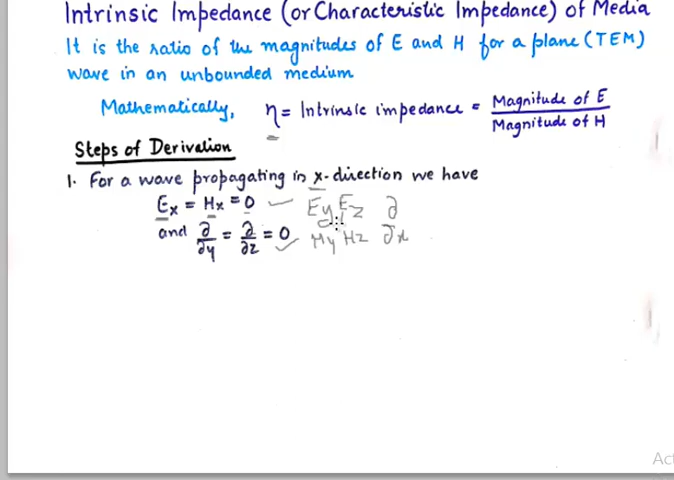 Intrinsic Impedance (or Characteristic Impedance) of Media
It is the ratio of the magnitudes of E and H for a plane (TEM)
wave in an unbounded medium
Mathematically, η = Intrinsic impedance = Magnitude of E / Magnitude of H
Steps of Derivation
1. For a wave propagating in x-direction we have
Ex = Hx = 0 ✓ Ey Ez ∂
and ∂/∂y = ∂/∂z = 0 ✓ Hy Hz ∂x
Act